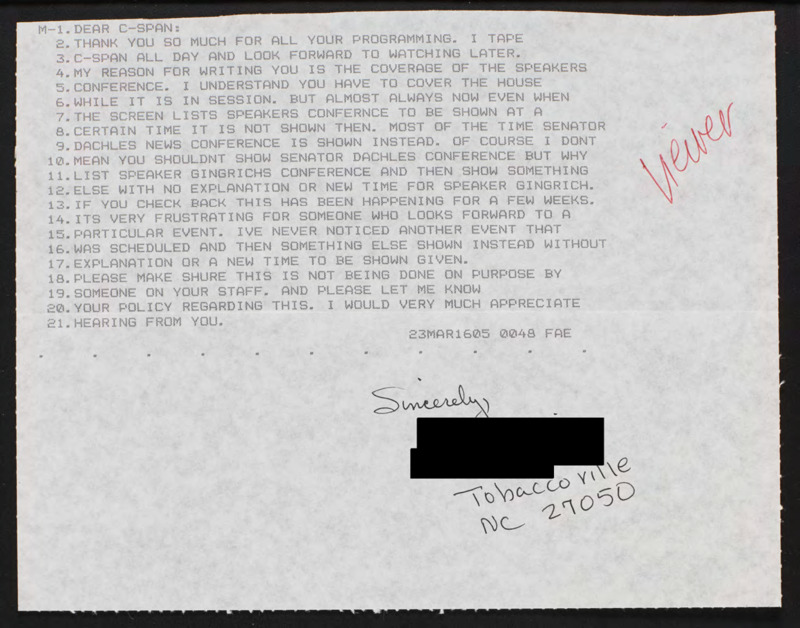 M-1.DEAR C-SPAN:
2.THANK YOU SO MUCH FOR ALL YOUR PROGRAMMING. I TAPE
3.C-SPAN ALL DAY AND LOOK FORWARD TO WATCHING LATER.
4.MY REASON FOR WRITING YOU IS THE COVERAGE OF THE SPEAKERS
5.CONFERENCE. I UNDERSTAND YOU HAVE TO COVER THE HOUSE
6.WHILE IT IS IN SESSION. BUT ALMOST ALWAYS NOW EVEN WHEN
7.THE SCREEN LISTS SPEAKERS CONFERNCE TO BE SHOWN AT A
8.CERTAIN TIME IT IS NOT SHOWN THEN. MOST OF THE TIME SENATOR
9.DACHLES NEWS CONFERENCE IS SHOWN INSTEAD. OF COURSE I DONT
10.MEAN YOU SHOULDNT SHOW SENATOR DACHLES CONFERENCE BUT WHY
11.LIST SPEAKER GINGRICHS CONFERENCE AND THEN SHOW SOMETHING
12.ELSE WITH NO EXPLANATION OR NEW TIME FOR SPEAKER GINGRICH.
13.IF YOU CHECK BACK THIS HAS BEEN HAPPENING FOR A FEW WEEKS.
14.ITS VERY FRUSTRATING FOR SOMEONE WHO LOOKS FORWARD TO A
15.PARTICULAR EVENT. IVE NEVER NOTICED ANOTHER EVENT THAT
16.WAS SCHEDULED AND THEN SOMETHING ELSE SHOWN INSTEAD WITHOUT
17.EXPLANATION OR A NEW TIME TO BE SHOWN GIVEN.
18.PLEASE MAKE SHURE THIS IS NOT BEING DONE ON PURPOSE BY
19.SOMEONE ON YOUR STAFF. AND PLEASE LET ME KNOW
20.YOUR POLICY REGARDING THIS. I WOULD VERY MUCH APPRECIATE
21.HEARING FROM YOU.
23MAR1605 0048 FAE
Viewer
Sincerely,
Tobaccoville
NC 27050